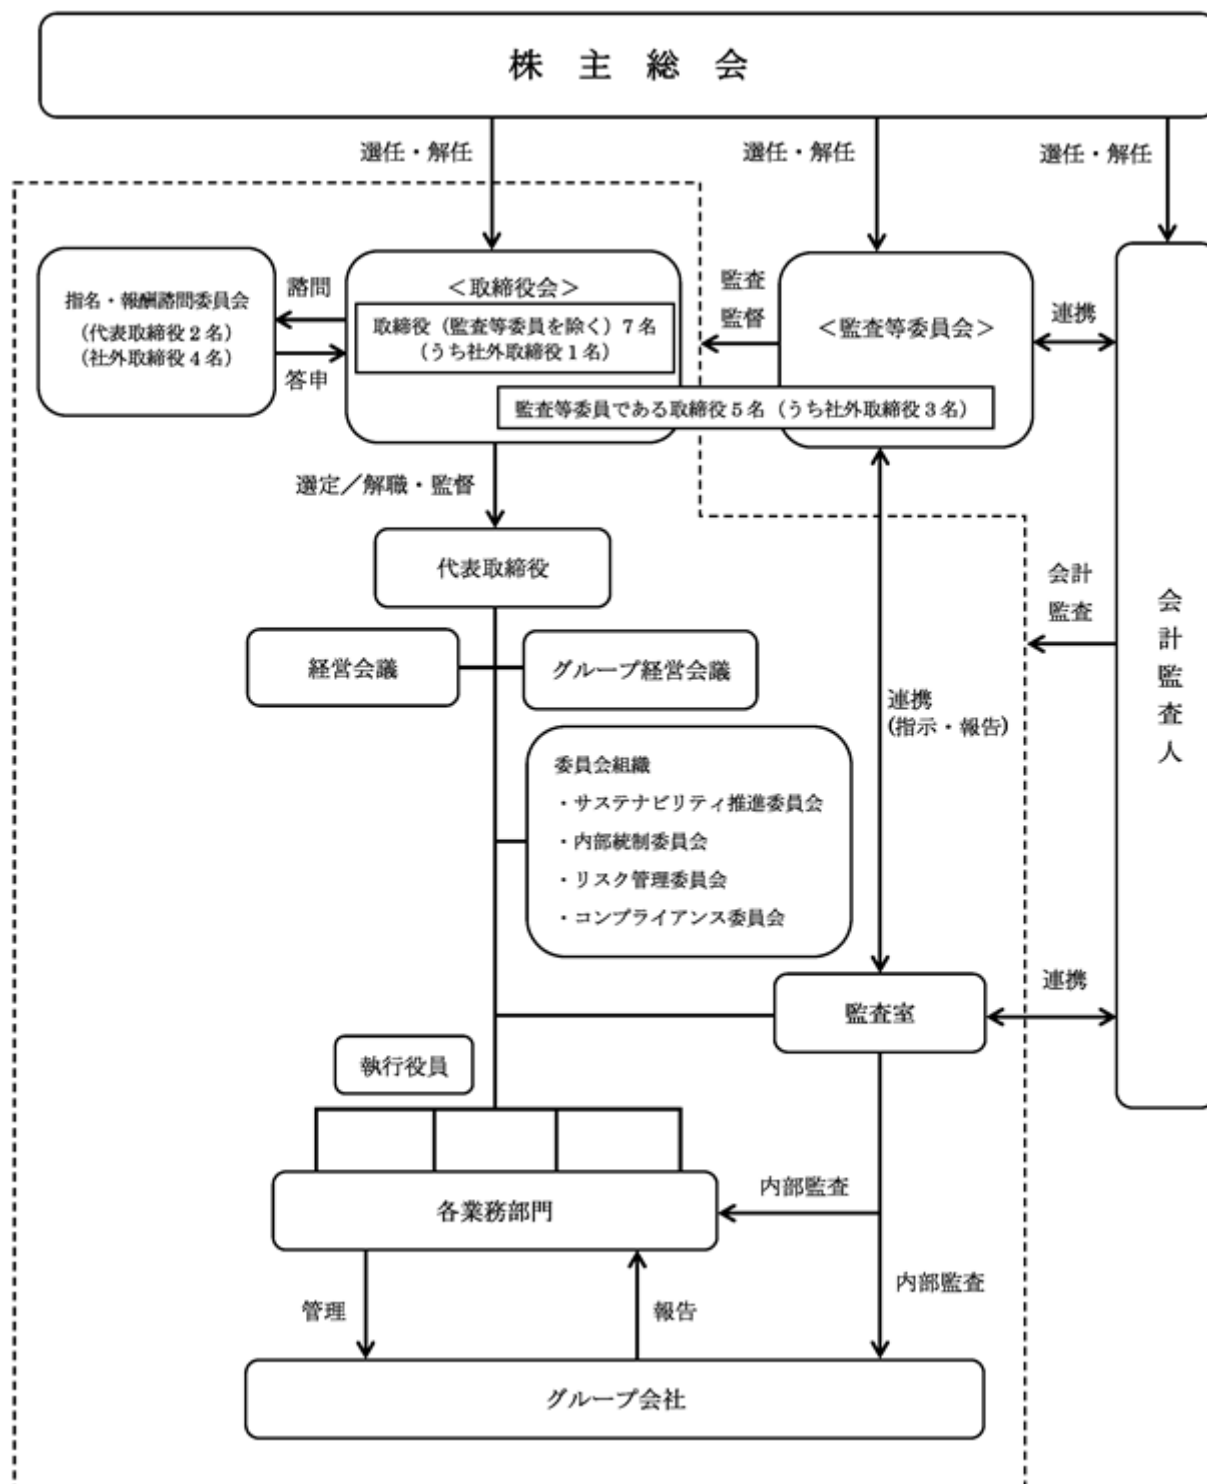 株主総会
選任・解任
選任・解任
選任・解任
指名・報酬諮問委員会
（代表取締役２名）
（社外取締役４名）
諮問
答申
＜取締役会＞
取締役（監査等委員を除く）７名
（うち社外取締役１名）
監査
監督
＜監査等委員会＞
連携
監査等委員である取締役５名（うち社外取締役３名）
選定／解職・監督
代表取締役
経営会議
グループ経営会議
会計
監査
会計監査人
連携
(指示・報告)
委員会組織
・サステナビリティ推進委員会
・内部統制委員会
・リスク管理委員会
・コンプライアンス委員会
監査室
連携
執行役員
各業務部門
内部監査
内部監査
管理
報告
グループ会社